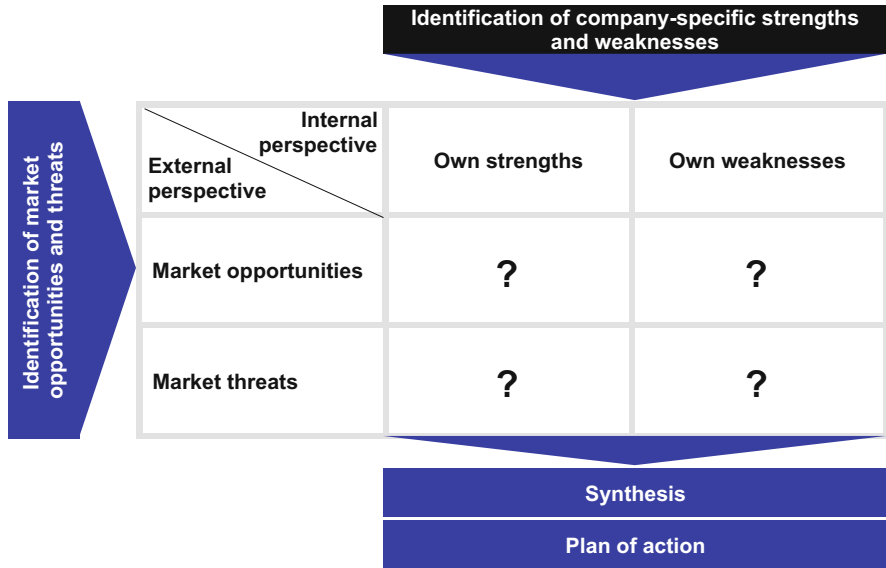 Identification of company-specific strengths
and weaknesses
Identification of market
opportunities and threats
Internal
perspective
External
perspective
Own strengths
Own weaknesses
Market opportunities
?
?
Market threats
?
?
Synthesis
Plan of action